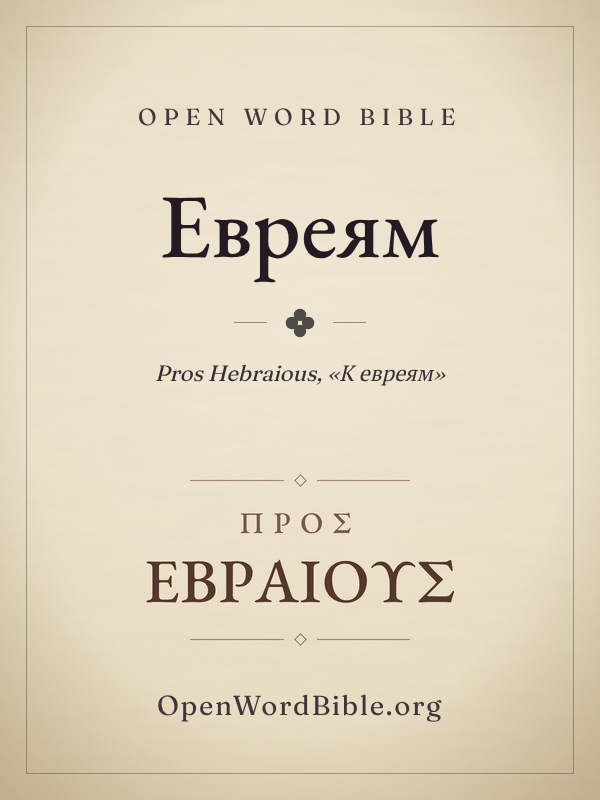 OPEN WORD BIBLE
Евреям
Pros Hebraious, «К евреям»
ΠΡΟΣ
ΕΒΡΑΙΟΥΣ
OpenWordBible.org